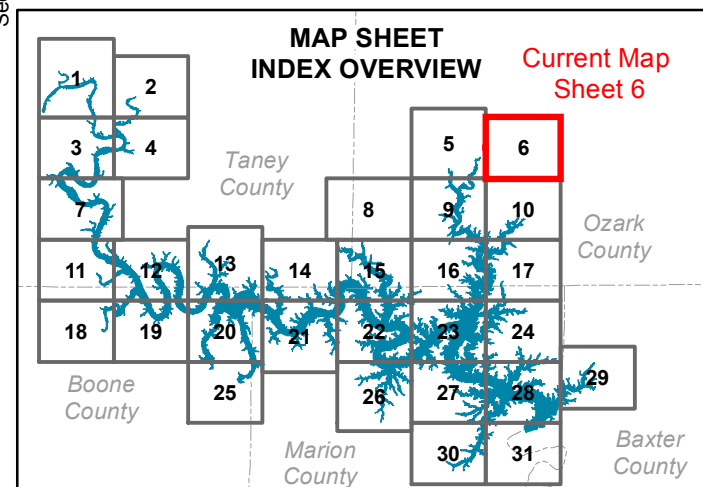 Se
MAP SHEET
INDEX OVERVIEW
Current Map
Sheet 6
1
2
3
4
5
6
Taney
County
7
8
9
10
Ozark
County
11
12
13
14
15
16
17
18
19
20
21
22
23
24
Boone
County
25
26
27
28
29
Marion
County
30
31
Baxter
County